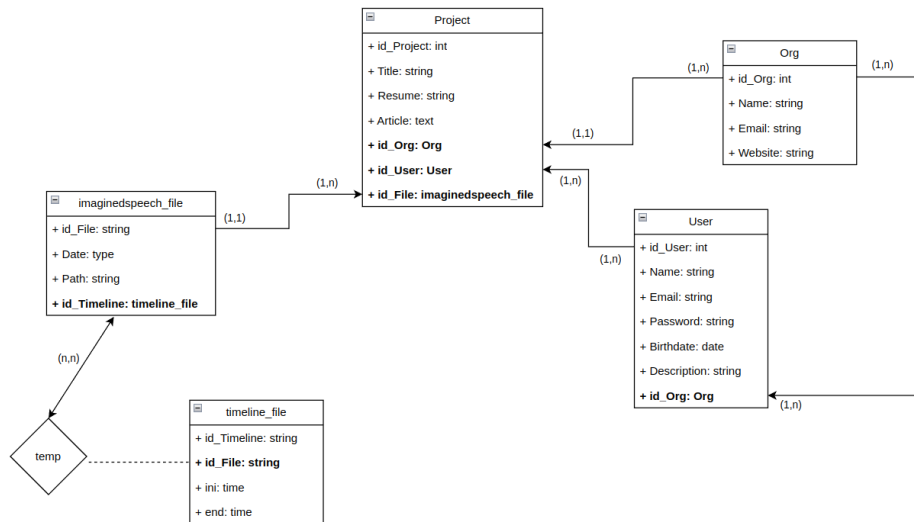 Project
+ id_Project: int
+ Title: string
+ Resume: string
+ Article: text
+ id_Org: Org
+ id_User: User
+ id_File: imaginedspeech_file
Org
+ id_Org: int
+ Name: string
+ Email: string
+ Website: string
(1,n)
(1,n)
(1,1)
(1,n)
(1,n)
(1,1)
imaginedspeech_file
+ id_File: string
+ Date: type
+ Path: string
+ id_Timeline: timeline_file
User
+ id_User: int
+ Name: string
+ Email: string
+ Password: string
+ Birthdate: date
+ Description: string
+ id_Org: Org
(1,n)
(1,n)
(n,n)
temp
timeline_file
+ id_Timeline: string
+ id_File: string
+ ini: time
+ end: time